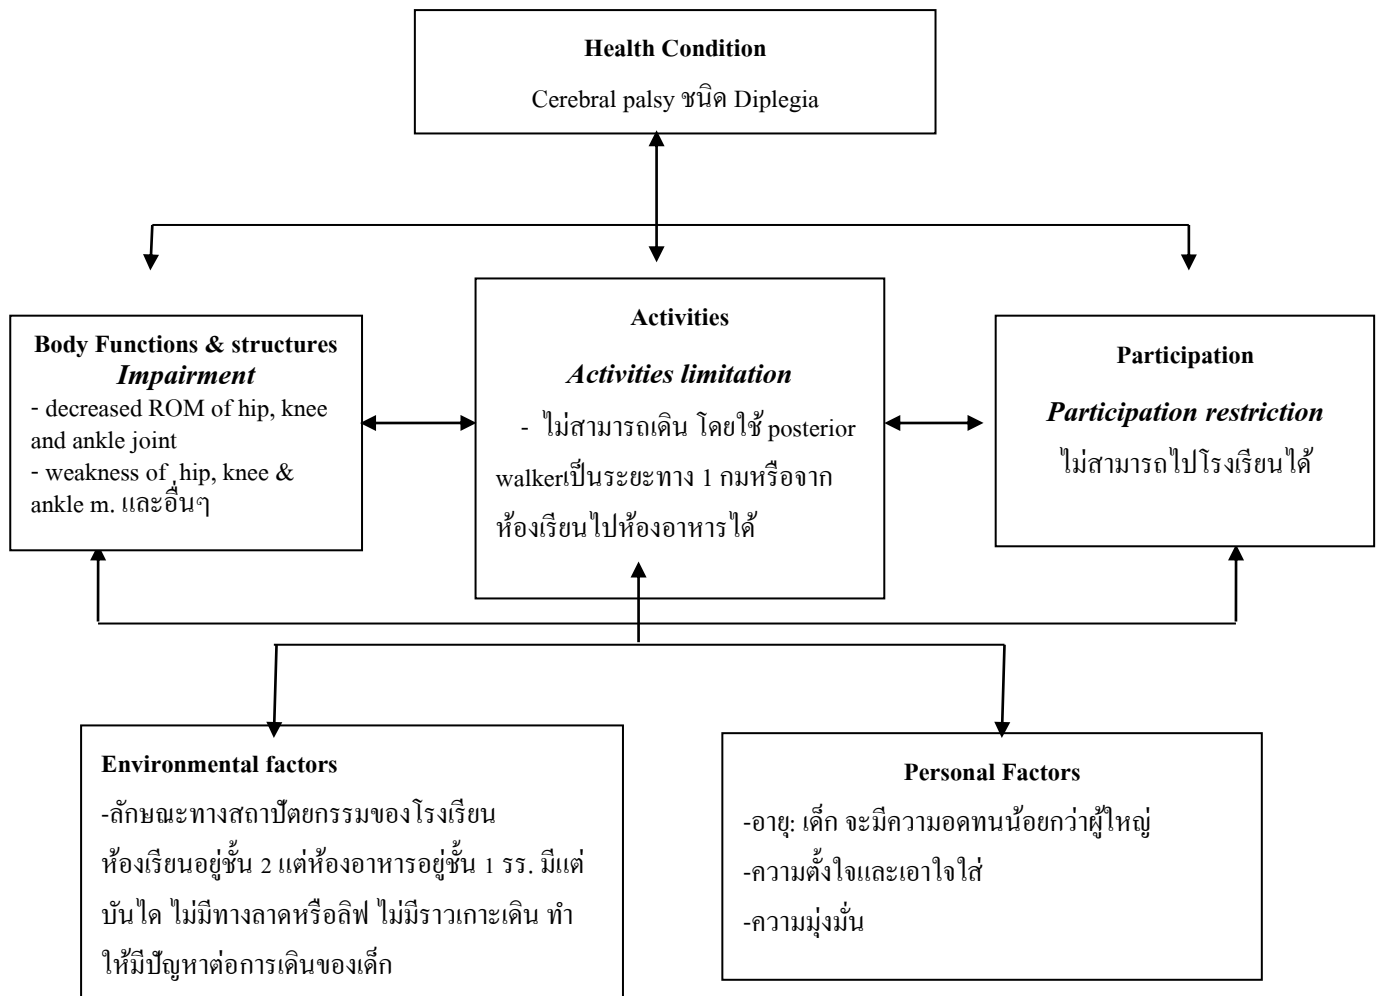 Health Condition
Cerebral palsy ชนิด Diplegia
Body Functions & structures
Impairment
- decreased ROM of hip, knee
and ankle joint
- weakness of hip, knee &
ankle m. และอื่นๆ
Activities
Activities limitation
- ไม่สามารถเดิน โดยใช้ posterior
walkerเป็นระยะทาง 1 กมหรือจาก
ห้องเรียนไปห้องอาหารได้
Participation
Participation restriction
ไม่สามารถไปโรงเรียนได้
Environmental factors
-ลักษณะทางสถาปัตยกรรมของโรงเรียน
ห้องเรียนอยู่ชั้น 2 แต่ห้องอาหารอยู่ชั้น 1 รร. มีแต่
บันได ไม่มีทางลาดหรือลิฟ ไม่มีราวเกาะเดิน ทำ
ให้มีปัญหาต่อการเดินของเด็ก
Personal Factors
-อายุ: เด็ก จะมีความอดทนน้อยกว่าผู้ใหญ่
-ความตั้งใจและเอาใจใส่
-ความมุ่งมั่น